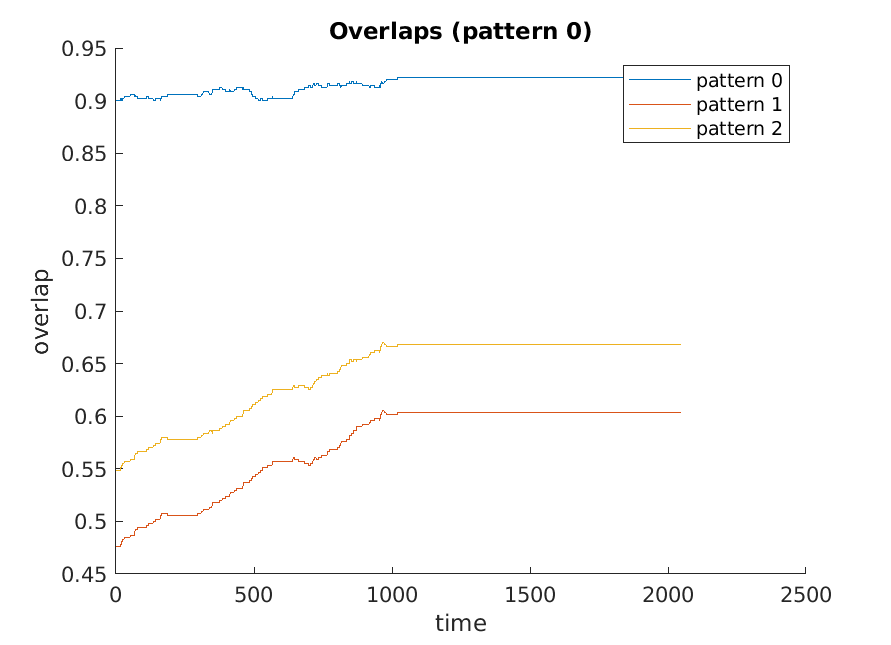 Overlaps (pattern 0)
0.95
0.9
0.85
0.8
0.75
0.7
0.65
0.6
0.55
0.5
0.45
overlap
pattern 0
pattern 1
pattern 2
0 500 1000 1500 2000 2500
time